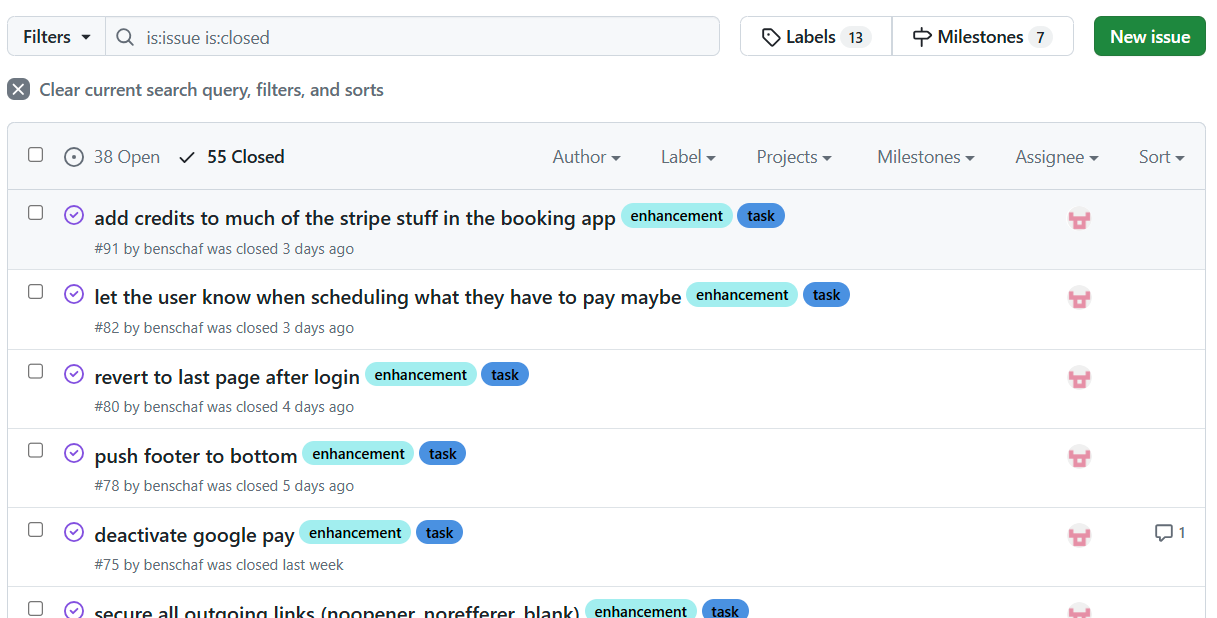 Filters is:issue is:closed Labels 13 Milestones 7 New issue
Clear current search query, filters, and sorts
38 Open 55 Closed Author Label Projects Milestones Assignee Sort
add credits to much of the stripe stuff in the booking app enhancement task
#91 by benschaf was closed 3 days ago
let the user know when scheduling what they have to pay maybe enhancement task
#82 by benschaf was closed 3 days ago
revert to last page after login enhancement task
#80 by benschaf was closed 4 days ago
push footer to bottom enhancement task
#78 by benschaf was closed 5 days ago
deactivate google pay enhancement task 1
#75 by benschaf was closed last week
secure all outgoing links (noopener, norefferer, blank) enhancement task